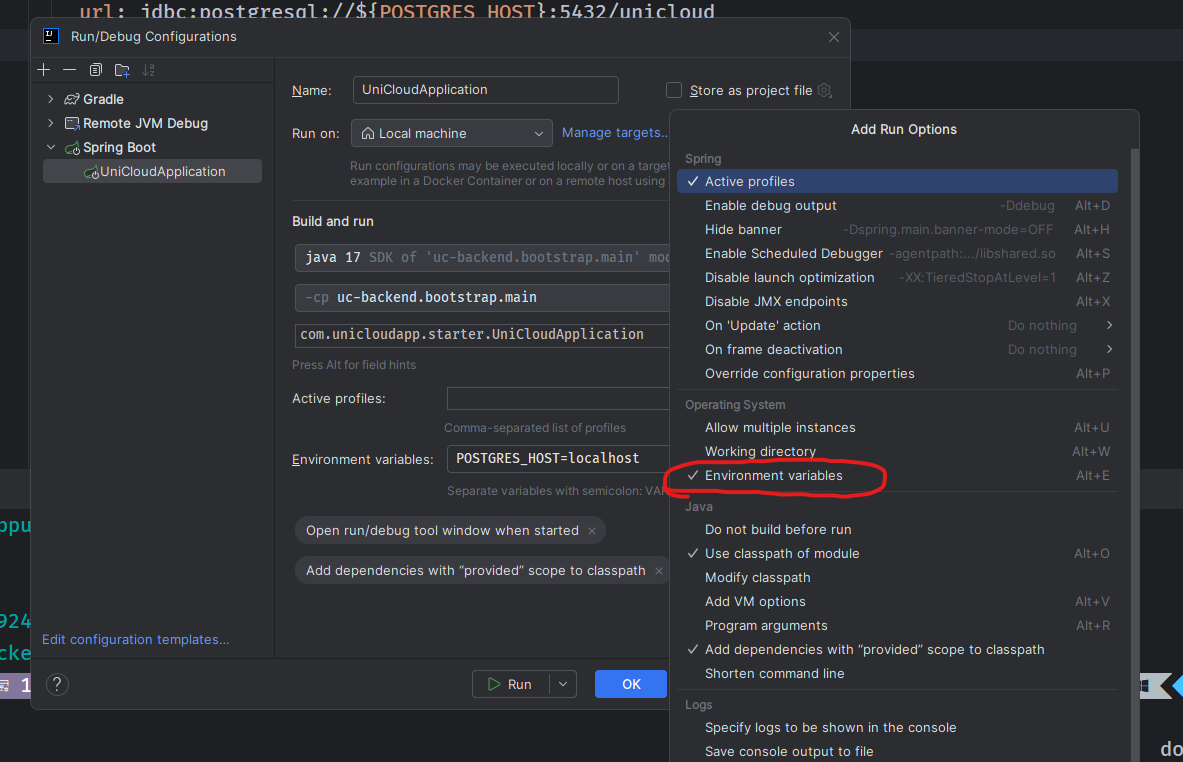 url: jdbc:postgresql://${POSTGRES_HOST}:5432/unicloud
Run/Debug Configurations
Gradle
Remote JVM Debug
Spring Boot
UniCloudApplication
Edit configuration templates...
Name: UniCloudApplication
Store as project file
Run on: Local machine Manage targets..
Run configurations may be executed locally or on a target
example in a Docker Container or on a remote host using
Build and run
java 17 SDK of 'uc-backend.bootstrap.main' mod
-cp uc-backend.bootstrap.main
com.unicloudapp.starter.UniCloudApplication
Press Alt for field hints
Active profiles:
Comma-separated list of profiles
Environment variables: POSTGRES_HOST=localhost
Separate variables with semicolon: VA
Open run/debug tool window when started
Add dependencies with “provided” scope to classpath
? Run OK
Add Run Options
Spring
Active profiles
Enable debug output -Ddebug Alt+D
Hide banner -Dspring.main.banner-mode=OFF Alt+H
Enable Scheduled Debugger -agentpath:.../libshared.so Alt+S
Disable launch optimization -XX:TieredStopAtLevel=1 Alt+Z
Disable JMX endpoints Alt+X
On 'Update' action Do nothing
On frame deactivation Do nothing
Override configuration properties Alt+P
Operating System
Allow multiple instances Alt+U
Working directory Alt+W
Environment variables Alt+E
Java
Do not build before run
Use classpath of module Alt+O
Modify classpath
Add VM options Alt+V
Program arguments Alt+R
Add dependencies with “provided” scope to classpath
Shorten command line
Logs
Specify logs to be shown in the console
Save console output to file
ppu
924
cke
1
do